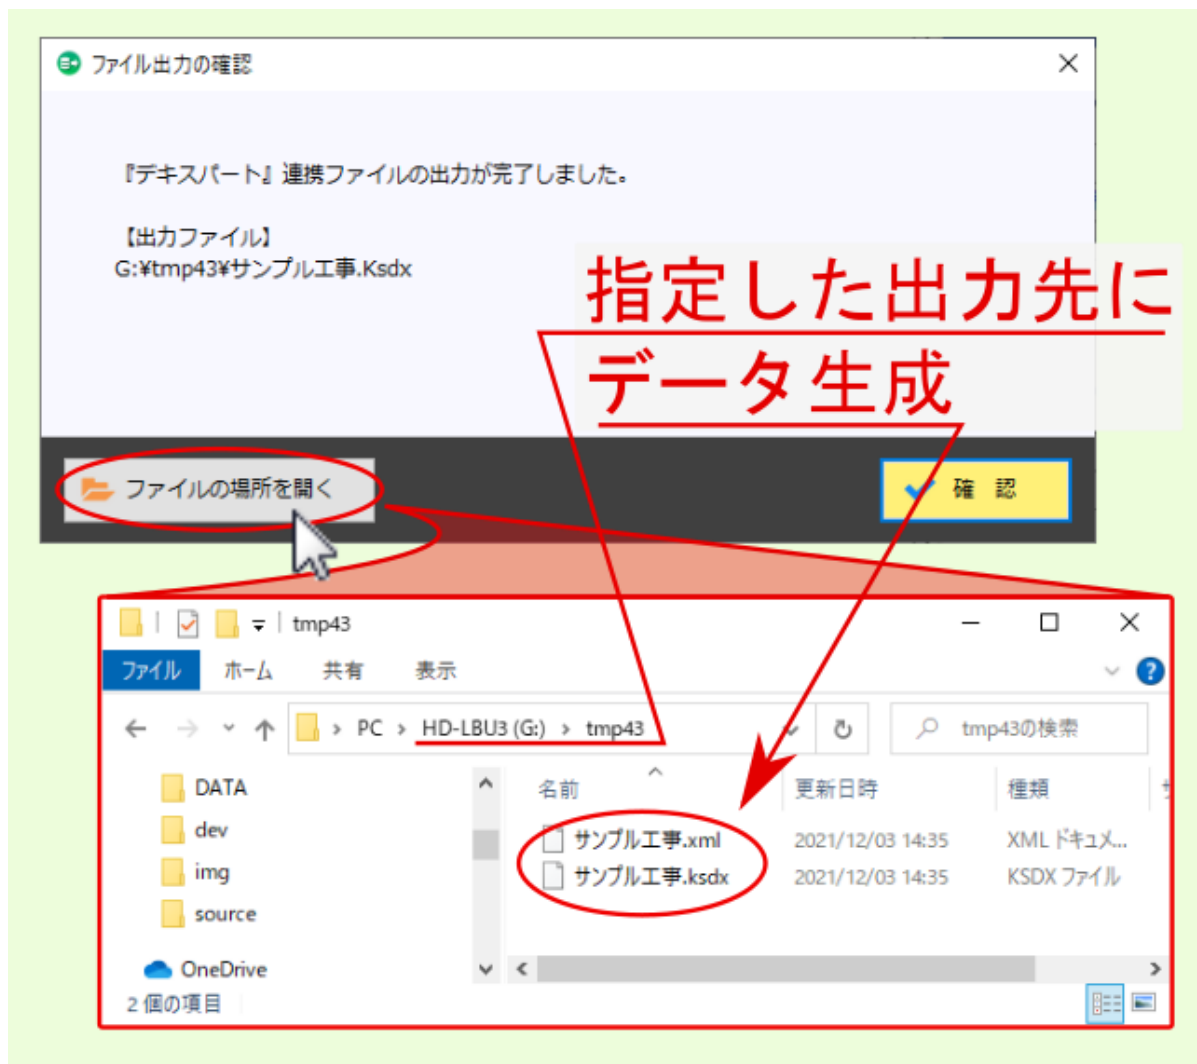 ファイル出力の確認
『デキスパート』連携ファイルの出力が完了しました。
【出力ファイル】
G:¥tmp43¥サンプル工事.Ksdx
指定した出力先に
データ生成
ファイルの場所を開く
確 認
tmp43
ファイル ホーム 共有 表示
PC > HD-LBU3 (G:) > tmp43 tmp43の検索
DATA
dev
img
source
OneDrive
名前 更新日時 種類
サンプル工事.xml 2021/12/03 14:35 XML ドキュメ...
サンプル工事.ksdx 2021/12/03 14:35 KSDX ファイル
2 個の項目